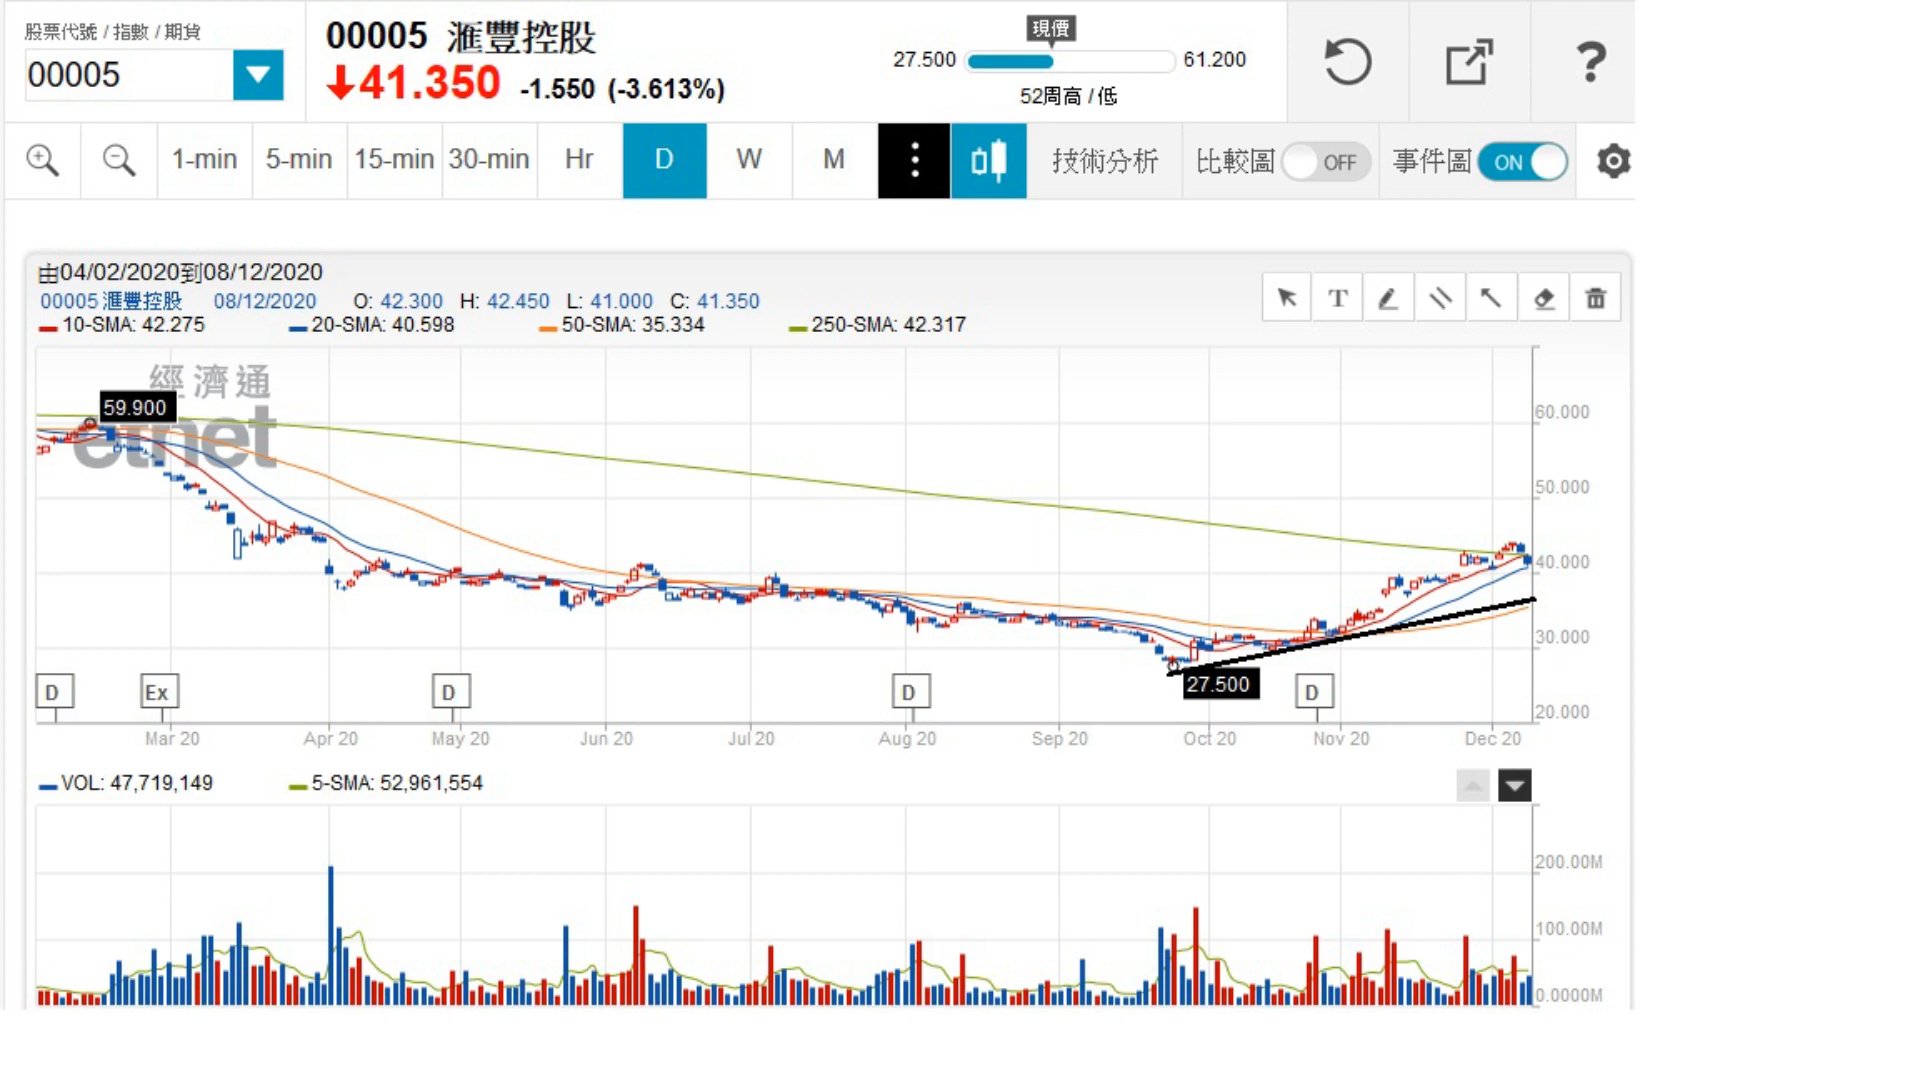 股票代號 / 指數 / 期貨
00005
00005 滙豐控股
41.350 -1.550 (-3.613%)
現價
27.500 61.200
52周高 / 低
?
1-min 5-min 15-min 30-min Hr D W M 技術分析 比較圖 OFF 事件圖 ON
由04/02/2020到08/12/2020
00005 滙豐控股 08/12/2020 O: 42.300 H: 42.450 L: 41.000 C: 41.350
T
10-SMA: 42.275 20-SMA: 40.598 50-SMA: 35.334 250-SMA: 42.317
經濟通
etnet
59.900
60.000
50.000
40.000
30.000
20.000
27.500
D Ex D D D
Mar 20 Apr 20 May 20 Jun 20 Jul 20 Aug 20 Sep 20 Oct 20 Nov 20 Dec 20
VOL: 47,719,149 5-SMA: 52,961,554
200.00M
100.00M
0.0000M